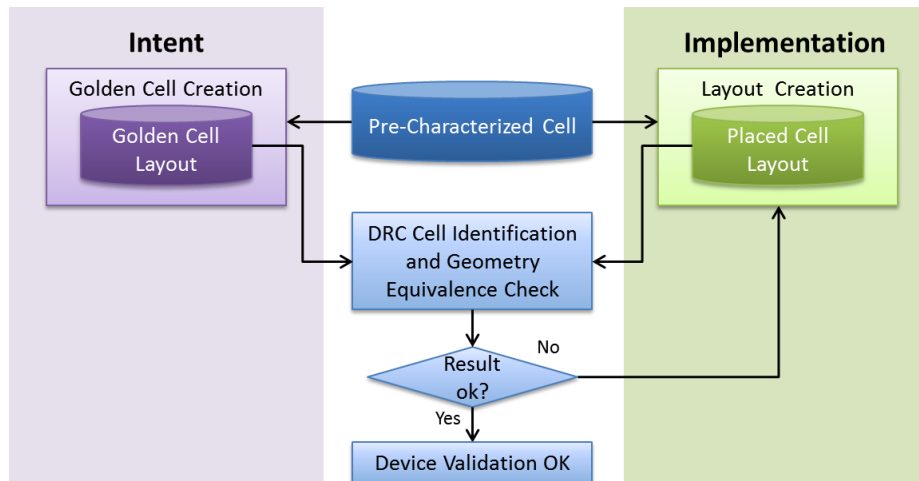 Intent
Implementation
Golden Cell Creation
Golden Cell
Layout
Pre-Characterized Cell
Layout Creation
Placed Cell
Layout
DRC Cell Identification
and Geometry
Equivalence Check
Result
ok?
No
Yes
Device Validation OK